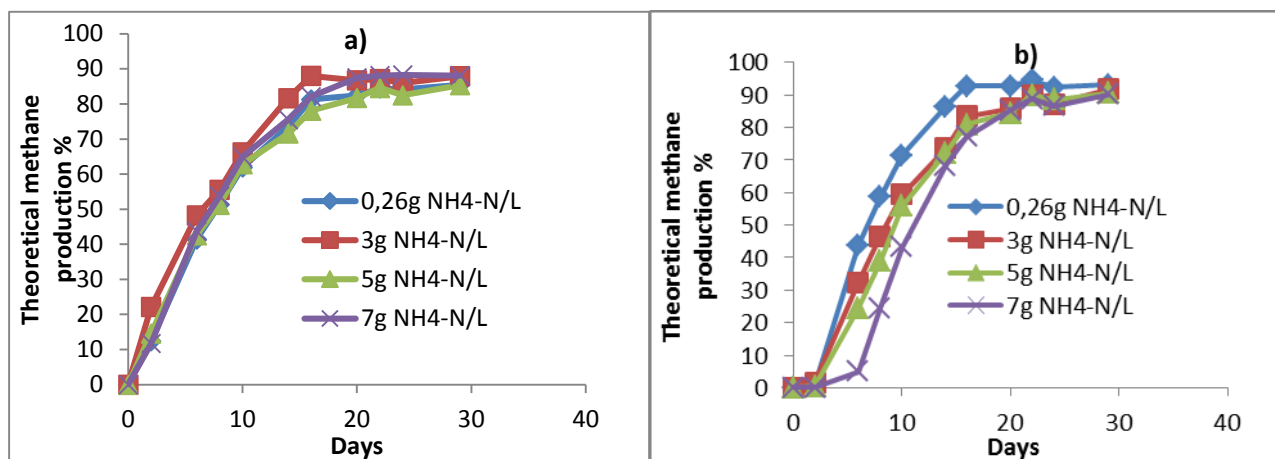 a)
Theoretical methane
production %
100
90
80
70
60
50
40
30
20
10
0
0,26g NH4-N/L
3g NH4-N/L
5g NH4-N/L
7g NH4-N/L
0 10 20 30 40
Days
b)
Theoretical methane
production %
100
90
80
70
60
50
40
30
20
10
0
0,26g NH4-N/L
3g NH4-N/L
5g NH4-N/L
7g NH4-N/L
0 10 20 30 40
Days